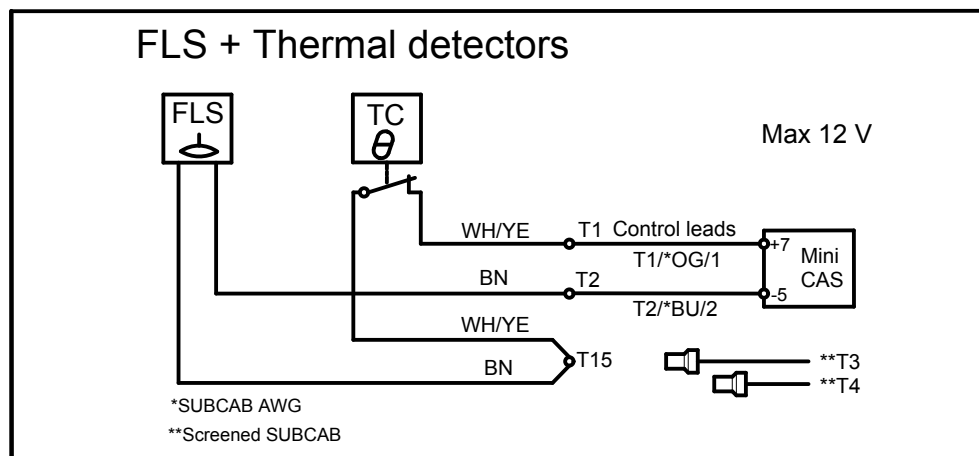 FLS + Thermal detectors
FLS
TC
θ
Max 12 V
WH/YE
T1
Control leads
+7
T1/*OG/1
Mini
CAS
BN
T2
-5
T2/*BU/2
WH/YE
T15
BN
**T3
**T4
*SUBCAB AWG
**Screened SUBCAB